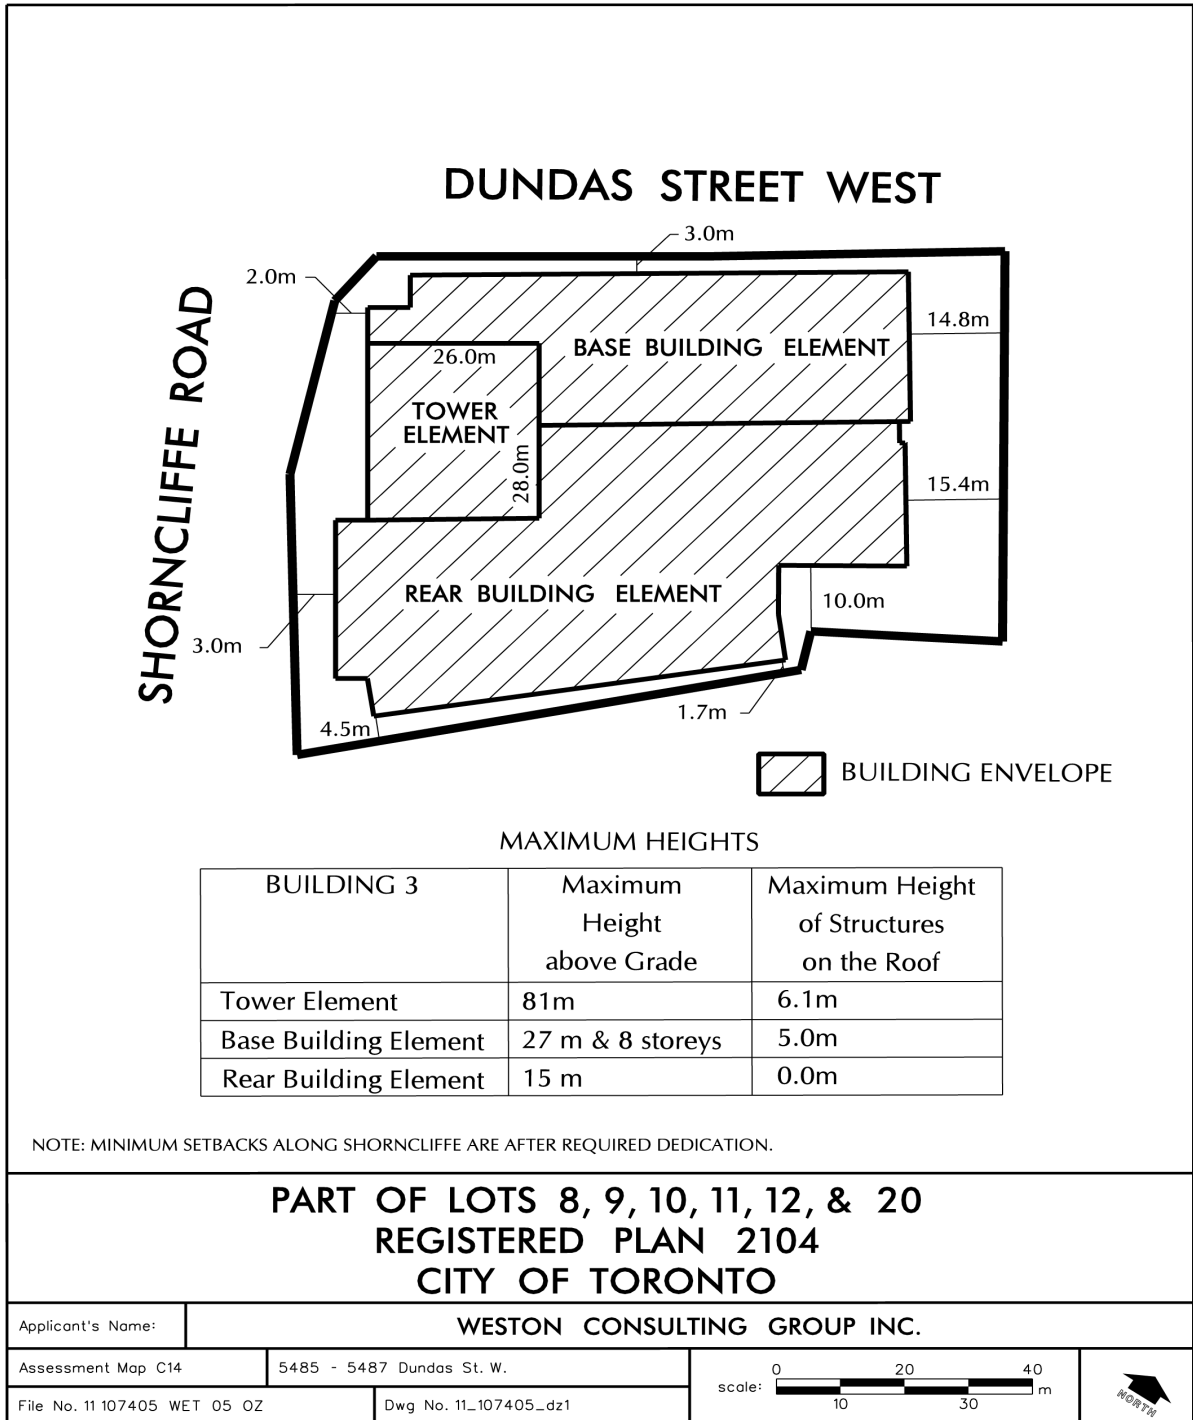 DUNDAS STREET WEST
3.0m
2.0m
SHORNCLIFFE ROAD
14.8m
BASE BUILDING ELEMENT
26.0m
TOWER
ELEMENT
28.0m
15.4m
REAR BUILDING ELEMENT
10.0m
3.0m
1.7m
4.5m
BUILDING ENVELOPE
MAXIMUM HEIGHTS
BUILDING 3
Maximum
Height
above Grade
Maximum Height
of Structures
on the Roof
Tower Element 81m 6.1m
Base Building Element 27 m & 8 storeys 5.0m
Rear Building Element 15 m 0.0m
NOTE: MINIMUM SETBACKS ALONG SHORNCLIFFE ARE AFTER REQUIRED DEDICATION.
PART OF LOTS 8, 9, 10, 11, 12, & 20
REGISTERED PLAN 2104
CITY OF TORONTO
Applicant's Name: WESTON CONSULTING GROUP INC.
Assessment Map C14 5485 - 5487 Dundas St. W.
File No. 11 107405 WET 05 OZ Dwg No. 11_107405_dz1
0 20 40
scale: m
10 30
NORTH